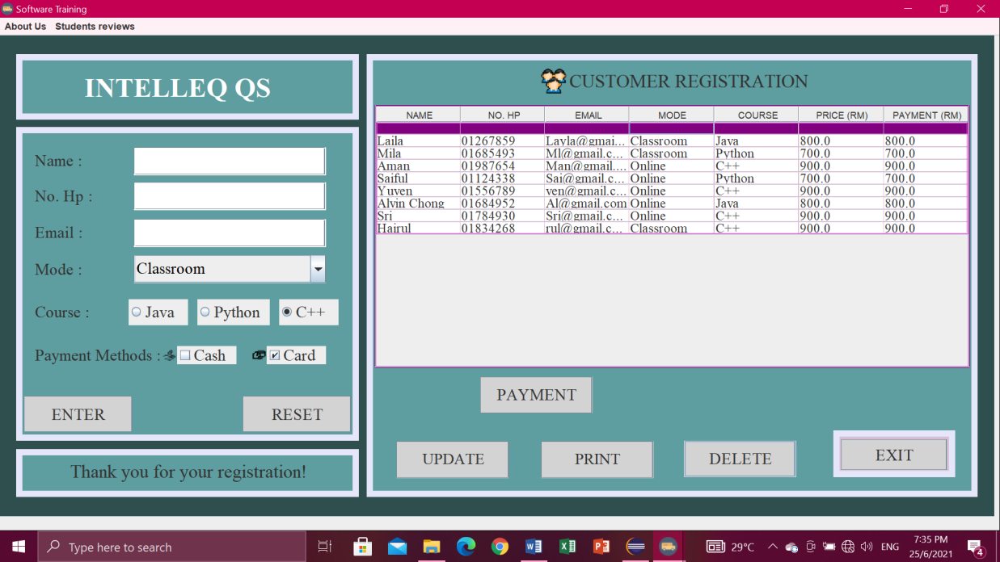 Software Training
About Us Students reviews
INTELLEQ QS
Name :
No. Hp :
Email :
Mode : Classroom
Course : Java Python C++
Payment Methods : Cash Card
ENTER RESET
Thank you for your registration!
CUSTOMER REGISTRATION
NAME NO. HP EMAIL MODE COURSE PRICE (RM) PAYMENT (RM)
Laila 01267859 Layla@gmai... Classroom Java 800.0 800.0
Mila 01685493 Ml@gmail.c... Classroom Python 700.0 700.0
Aman 01987654 Man@gmail.... Online C++ 900.0 900.0
Saiful 01124338 Sai@gmail.c... Online Python 700.0 700.0
Yuven 01556789 ven@gmail.c... Online C++ 900.0 900.0
Alvin Chong 01684952 Al@gmail.com Online Java 800.0 800.0
Sri 01784930 Sri@gmail.c... Online C++ 900.0 900.0
Hairul 01834268 rul@gmail.c... Classroom C++ 900.0 900.0
PAYMENT
UPDATE PRINT DELETE EXIT
Type here to search
29°C
ENG
7:35 PM
25/6/2021
4